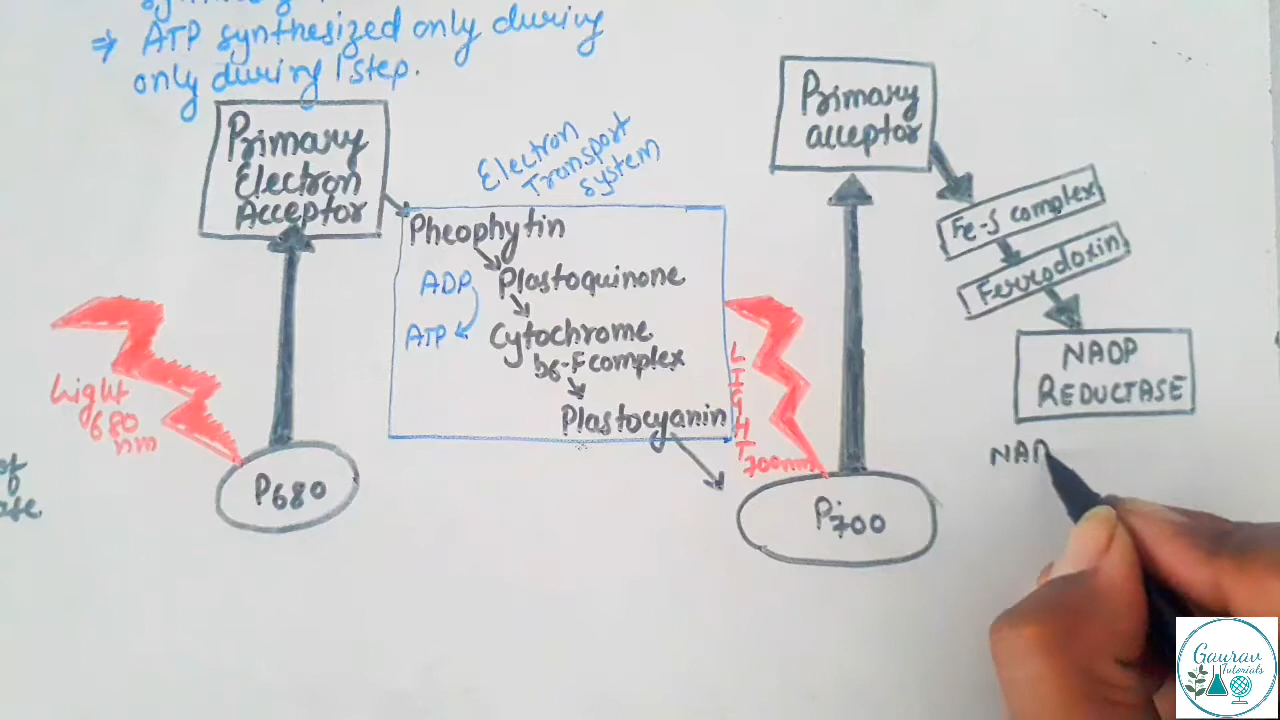 ⇒ ATP synthesized only during
only during 1 step.
Primary
Electron
Acceptor
Electron
Transport
System
Pheophytin
Plastoquinone
Cytochrome
b6-F complex
Plastocyanin
ADP
ATP
Light
680
nm
P680
of
LIGHT
700nm
P700
Primary
acceptor
Fe-S complex
Ferrodoxin
NADP
REDUCTASE
NAD
Gaurav
Tutorials